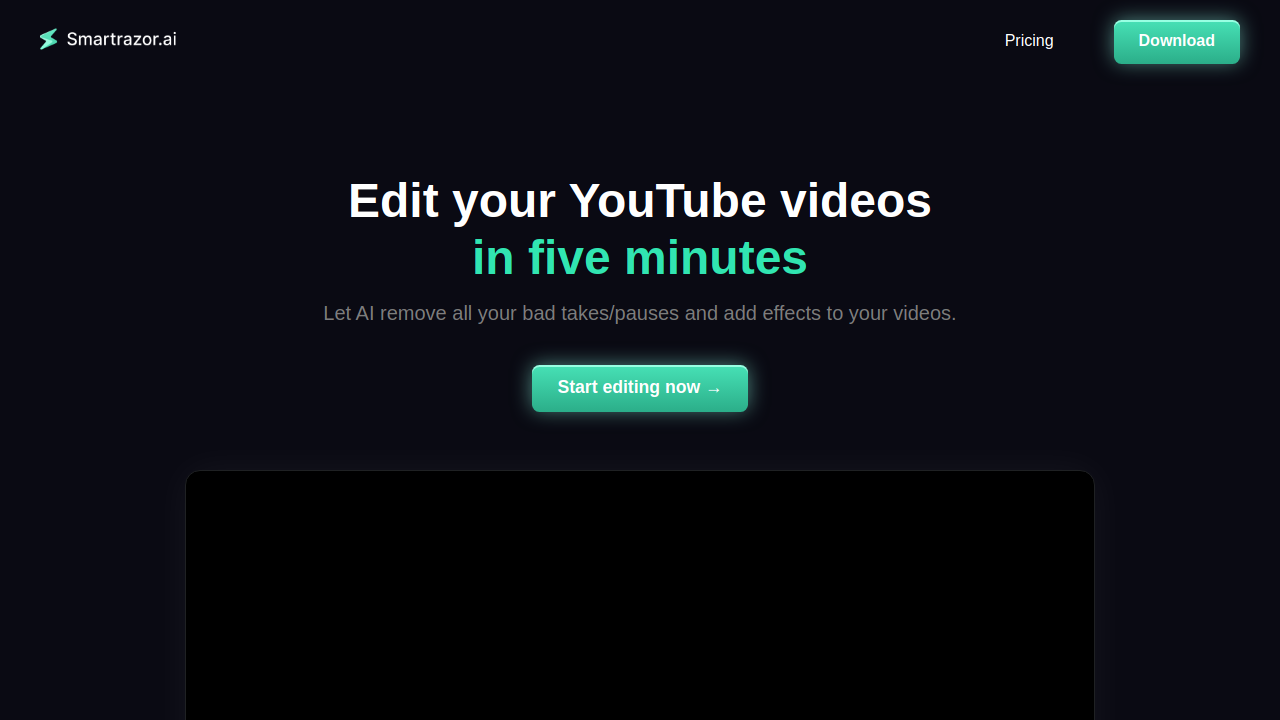 Smartrazor.ai
Pricing
Download
Edit your YouTube videos
in five minutes
Let AI remove all your bad takes/pauses and add effects to your videos.
Start editing now →